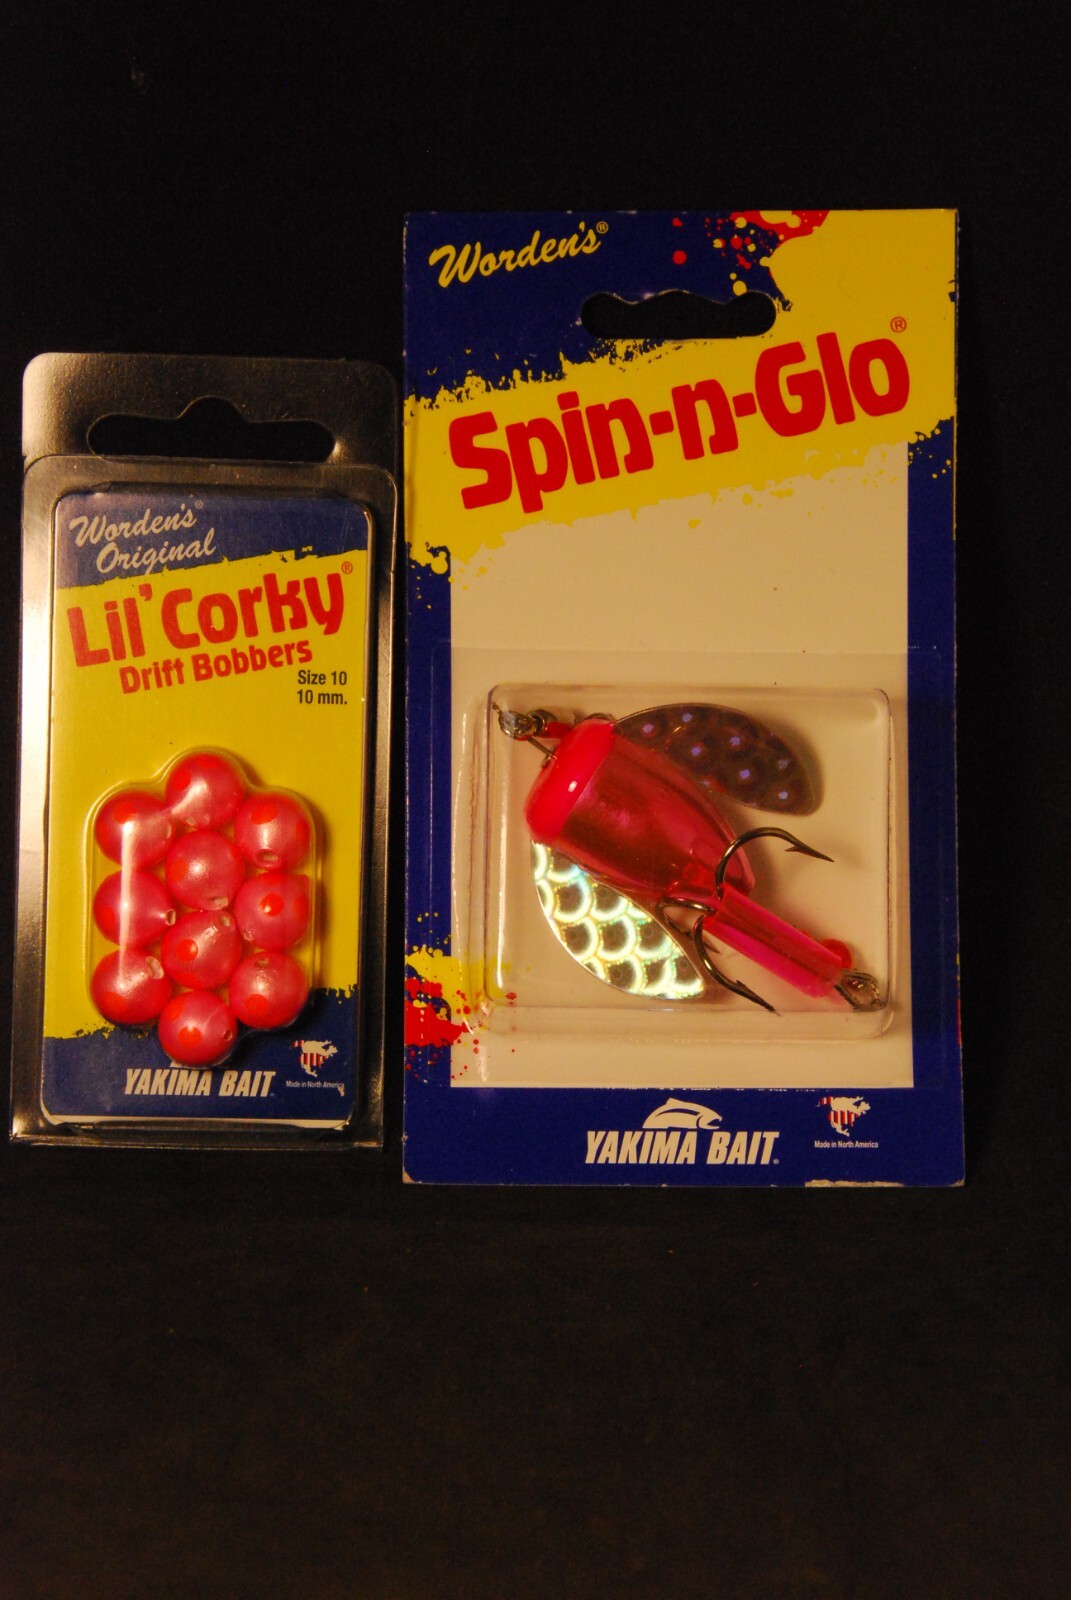 Worden's®
Original
Lil' Corky®
Drift Bobbers
Size 10
10 mm.
YAKIMA BAIT
Made in North America
Worden's®
Spin-n-Glo®
YAKIMA BAIT®
Made in North America